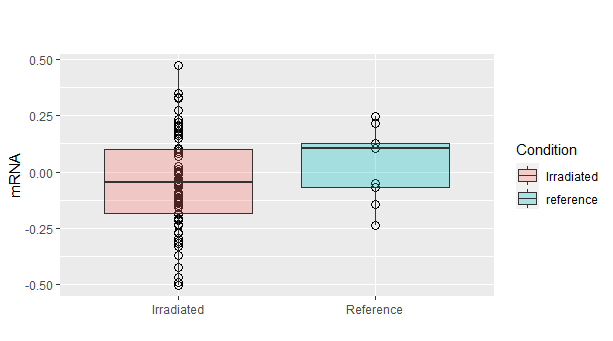 mRNA
0.50
0.25
0.00
-0.25
-0.50
Irradiated
Reference
Condition
Irradiated
reference